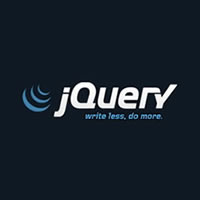 jQuery
write less, do more.